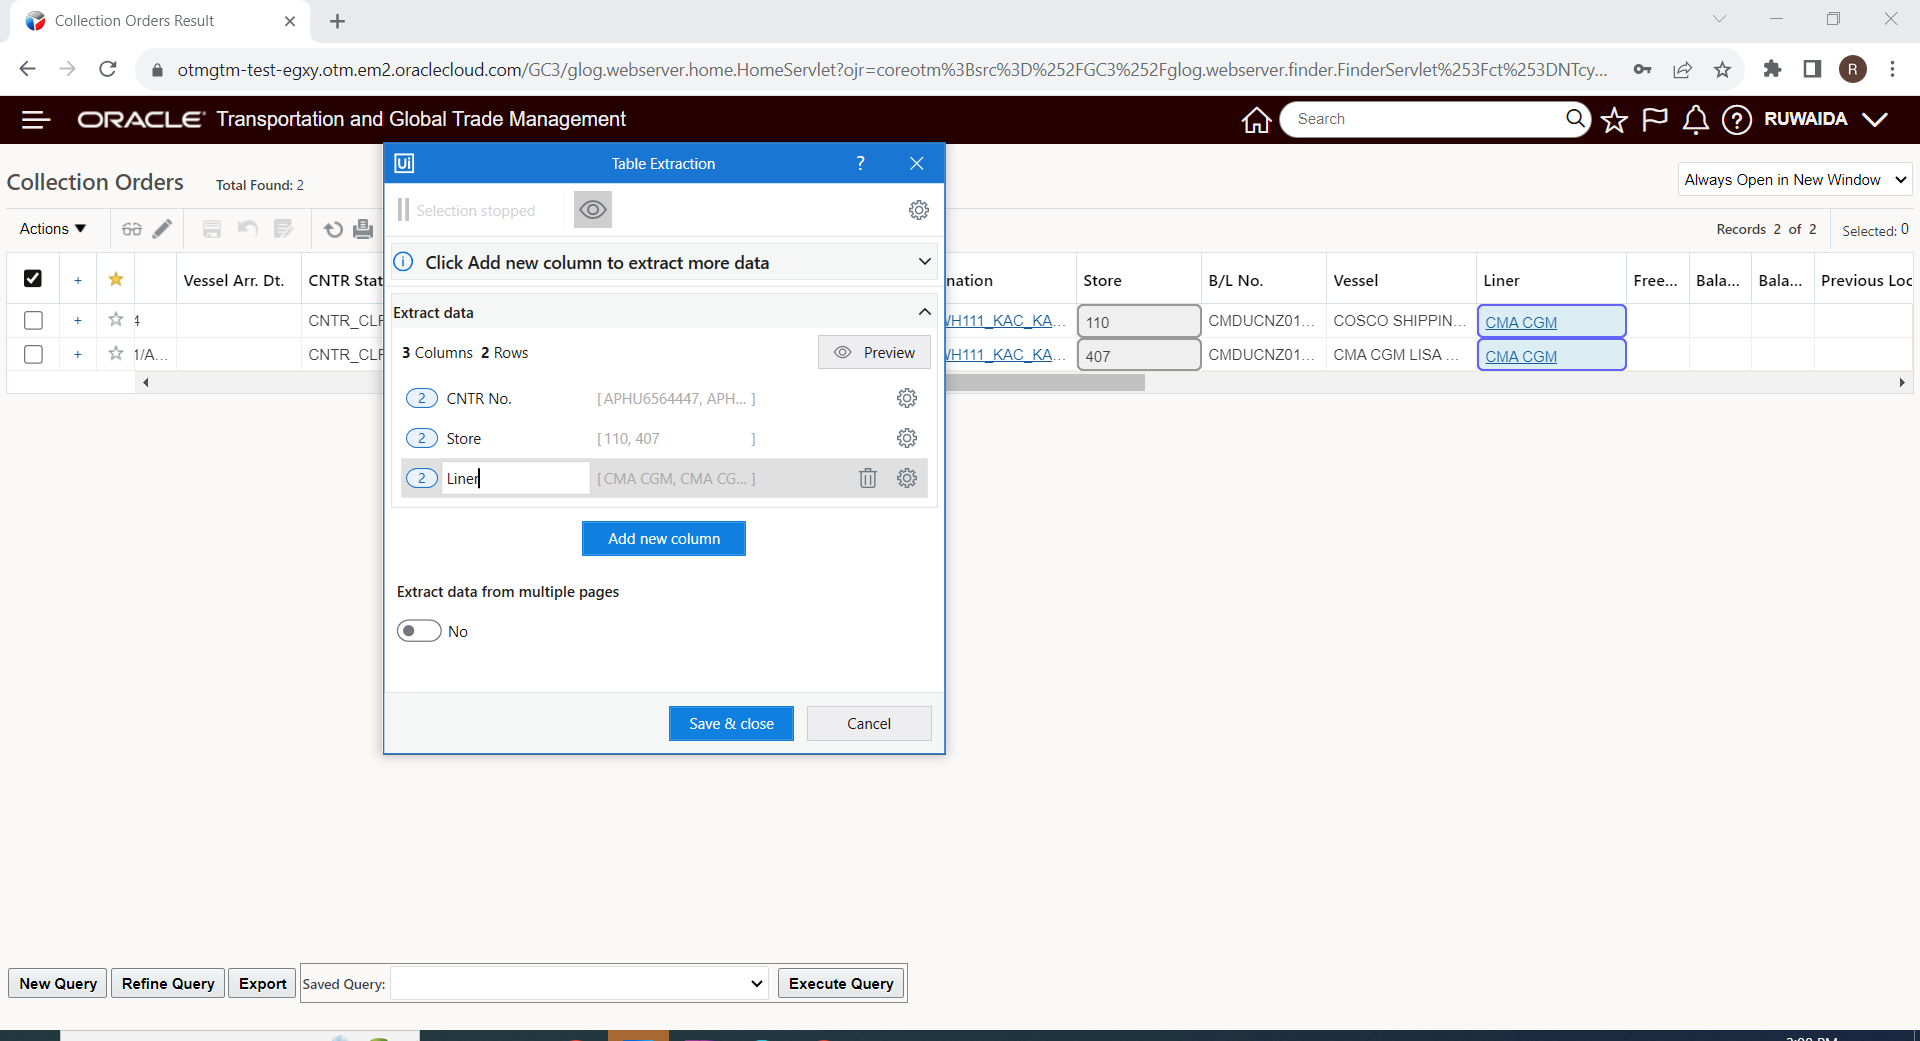 Collection Orders Result
otmgtm-test-egxy.otm.em2.oraclecloud.com/GC3/glog.webserver.home.HomeServlet?ojr=coreotm%3Bsrc%3D%252FGC3%252Fglog.webserver.finder.FinderServlet%253Fct%253DNTcy...
R
ORACLE Transportation and Global Trade Management
Search
RUWAIDA
Ui Table Extraction ?
Collection Orders Total Found: 2
Always Open in New Window
Selection stopped
Actions
Records 2 of 2 Selected: 0
Click Add new column to extract more data
Vessel Arr. Dt. CNTR Stat nation Store B/L No. Vessel Liner Free... Bala... Bala... Previous Loc
+ 4 CNTR_CLF WH111_KAC_KA... 110 CMDUCNZ01... COSCO SHIPPIN... CMA CGM
+ 1/A... CNTR_CLF WH111_KAC_KA... 407 CMDUCNZ01... CMA CGM LISA ... CMA CGM
Extract data
3 Columns 2 Rows Preview
2 CNTR No. [APHU6564447, APH... ]
2 Store [110, 407 ]
2 Liner [CMA CGM, CMA CG... ]
Add new column
Extract data from multiple pages
No
Save & close Cancel
New Query Refine Query Export Saved Query: Execute Query